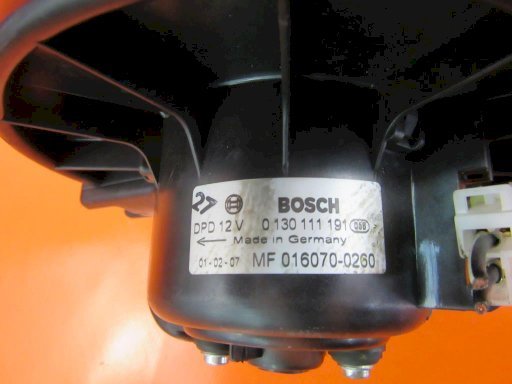 BOSCH
DPD 12 V 0 130 111 191
Made in Germany
01-02-07 MF 016070-0260